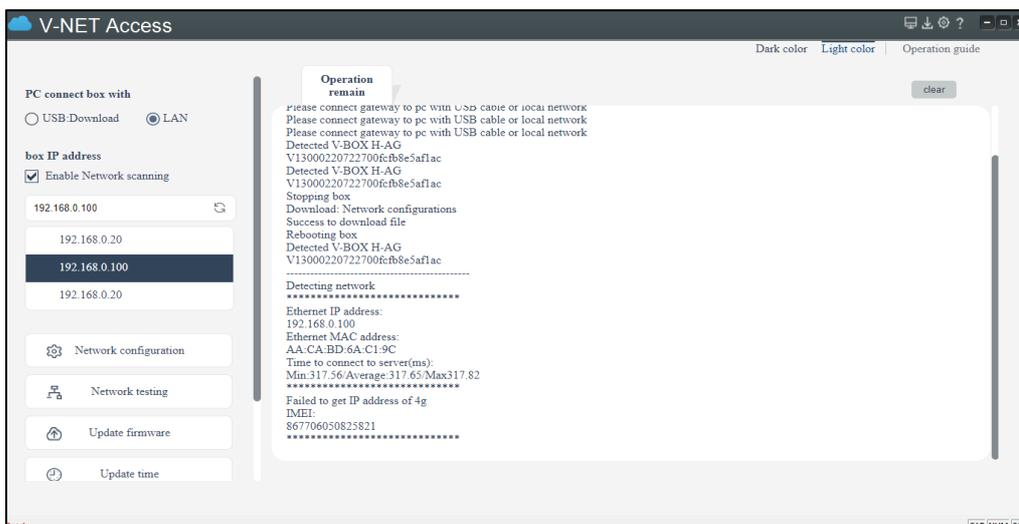 V-NET Access
?
Dark color Light color Operation guide
PC connect box with
USB:Download LAN
box IP address
Enable Network scanning
192.168.0.100
192.168.0.20
192.168.0.100
192.168.0.20
Network configuration
Network testing
Update firmware
Update time
Operation
remain
clear
Please connect gateway to pc with USB cable or local network
Please connect gateway to pc with USB cable or local network
Please connect gateway to pc with USB cable or local network
Detected V-BOX H-AG
V13000220722700fcfb8e5af1ac
Detected V-BOX H-AG
V13000220722700fcfb8e5af1ac
Stopping box
Download: Network configurations
Success to download file
Rebooting box
Detected V-BOX H-AG
V13000220722700fcfb8e5af1ac
----------------------------------------------
Detecting network
*****************************
Ethernet IP address:
192.168.0.100
Ethernet MAC address:
AA:CA:BD:6A:C1:9C
Time to connect to server(ms):
Min:317.56/Average:317.65/Max317.82
*****************************
Failed to get IP address of 4g
IMEI:
867706050825821
*****************************